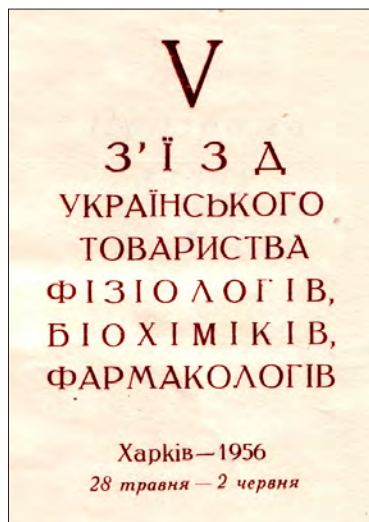 V
З’ЇЗД
УКРАЇНСЬКОГО
ТОВАРИСТВА
ФІЗІОЛОГІВ,
БІОХІМІКІВ,
ФАРМАКОЛОГІВ
Харків—1956
28 травня — 2 червня